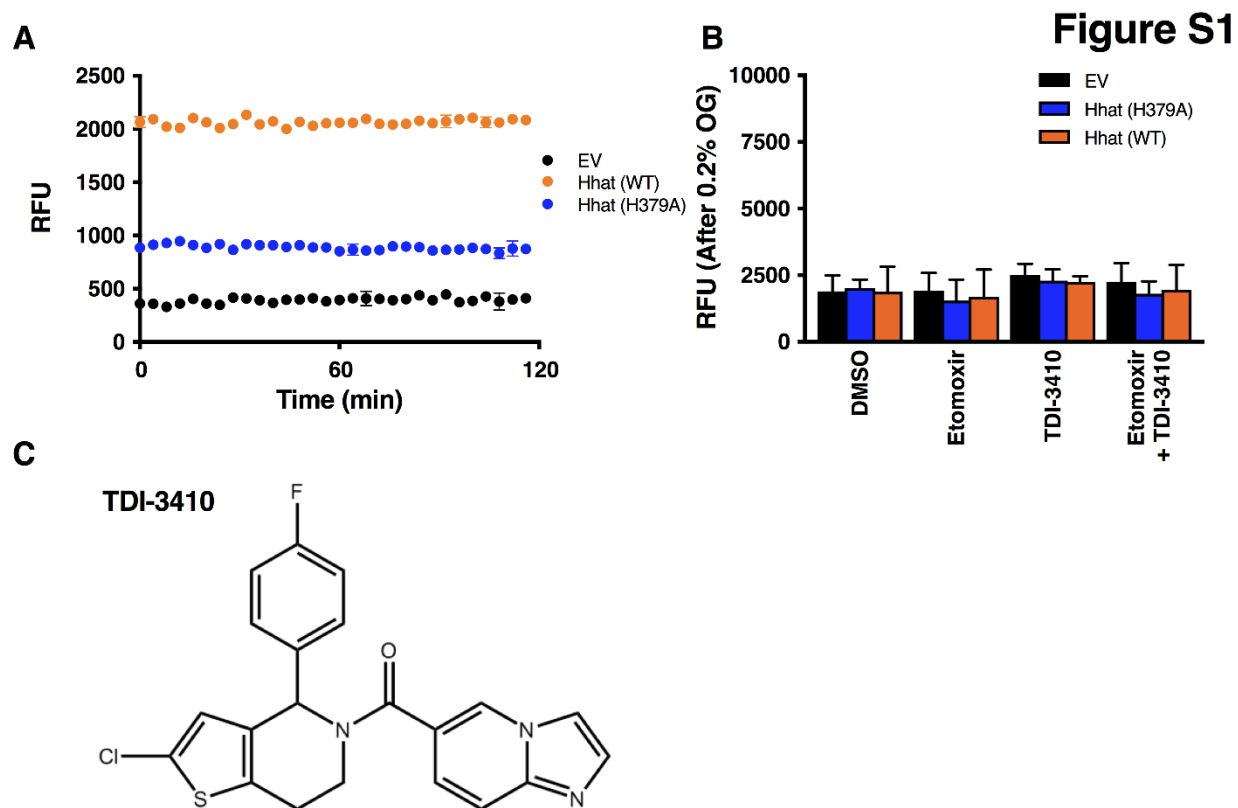 Figure S1
A
2500
2000
1500
1000
500
0
RFU
0 60 120
Time (min)
EV
Hhat (WT)
Hhat (H379A)
B
10000
7500
5000
2500
0
RFU (After 0.2% OG)
EV
Hhat (H379A)
Hhat (WT)
DMSO
Etomoxir
TDI-3410
Etomoxir
+ TDI-3410
C
TDI-3410
F
O
N
N
Cl
S
N